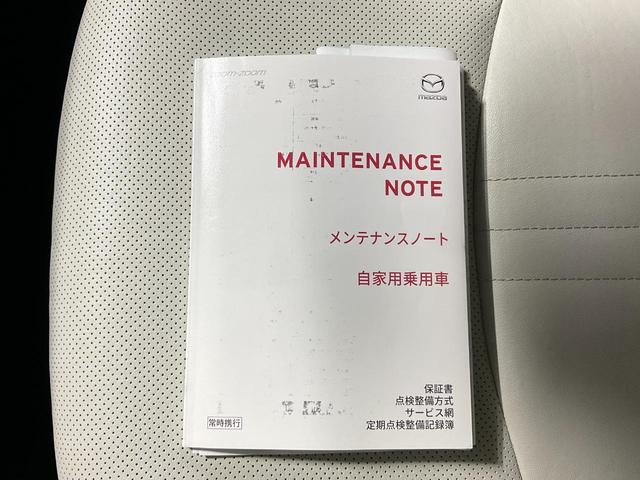 zoom-zoom
mazda
MAINTENANCE
NOTE
メンテナンスノート
自家用乗用車
保証書
点検整備方式
サービス網
定期点検整備記録簿
常時携行